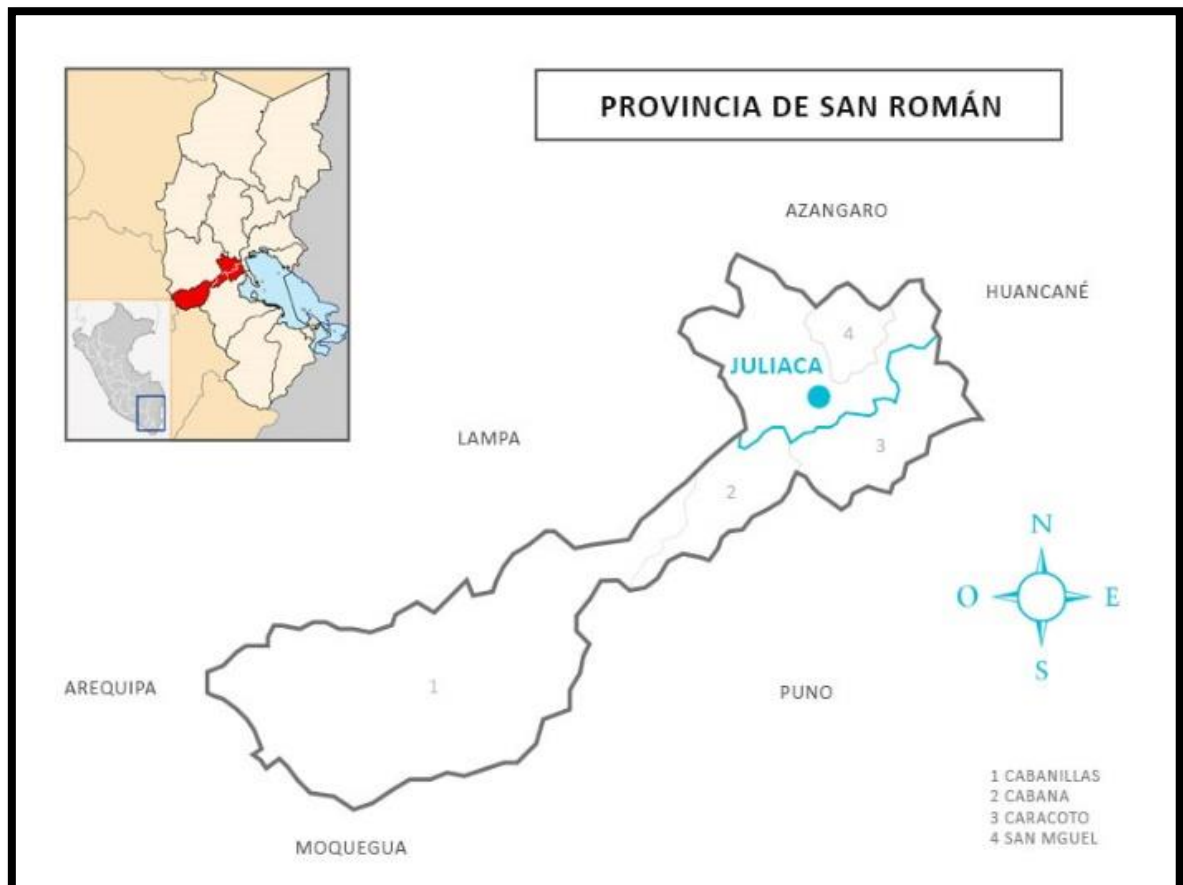 PROVINCIA DE SAN ROMÁN
AZANGARO
HUANCANÉ
4
JULIACA
LAMPA
3
2
N
O
E
S
AREQUIPA
1
PUNO
1 CABANILLAS
2 CABANA
3 CARACOTO
4 SAN MGUEL
MOQUEGUA